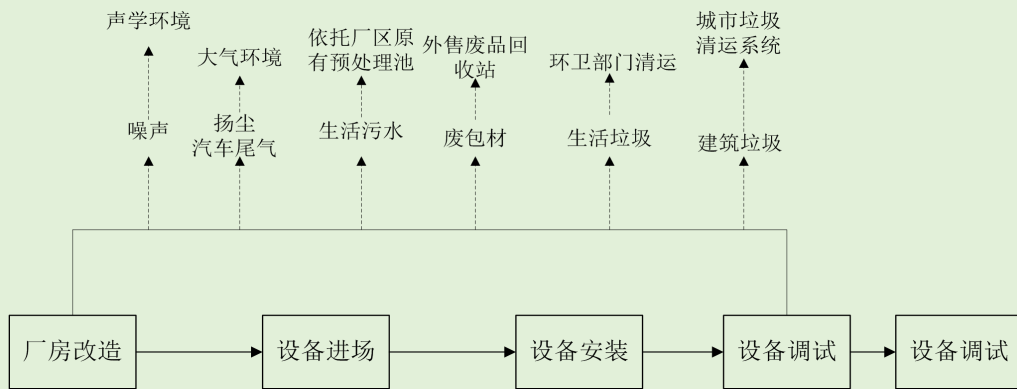 声学环境
大气环境
依托厂区原
有预处理池
外售废品回
收站
环卫部门清运
城市垃圾
清运系统
噪声
扬尘
汽车尾气
生活污水
废包材
生活垃圾
建筑垃圾
厂房改造
设备进场
设备安装
设备调试
设备调试